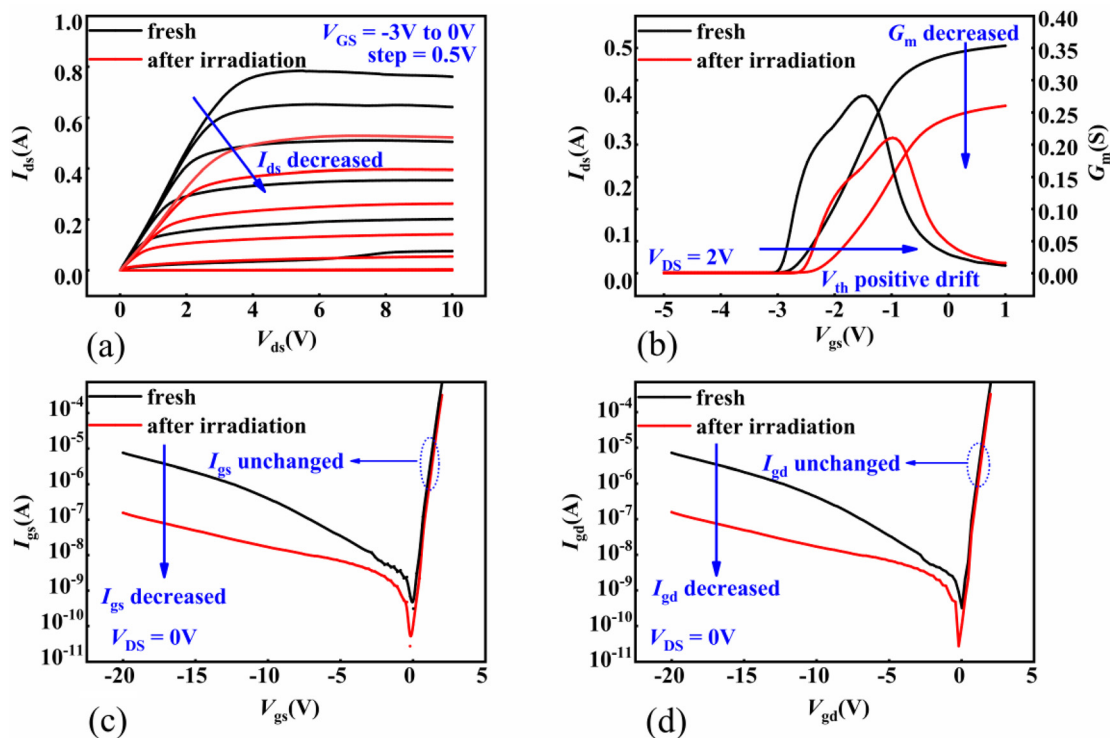 fresh
after irradiation
V_GS = -3V to 0V
step = 0.5V
I_ds decreased
1.0
0.8
0.6
0.4
0.2
0.0
I_ds(A)
0 2 4 6 8 10
V_ds(V)
(a)
fresh
after irradiation
G_m decreased
V_DS = 2V
V_th positive drift
0.5
0.4
0.3
0.2
0.1
0.0
I_ds(A)
0.40
0.35
0.30
0.25
0.20
0.15
0.10
0.05
0.00
G_m(S)
-5 -4 -3 -2 -1 0 1
V_gs(V)
(b)
fresh
after irradiation
I_gs unchanged
I_gs decreased
V_DS = 0V
10^-4
10^-5
10^-6
10^-7
10^-8
10^-9
10^-10
10^-11
I_gs(A)
-20 -15 -10 -5 0 5
V_gs(V)
(c)
fresh
after irradiation
I_gd unchanged
I_gd decreased
V_DS = 0V
10^-4
10^-5
10^-6
10^-7
10^-8
10^-9
10^-10
10^-11
I_gd(A)
-20 -15 -10 -5 0 5
V_gd(V)
(d)